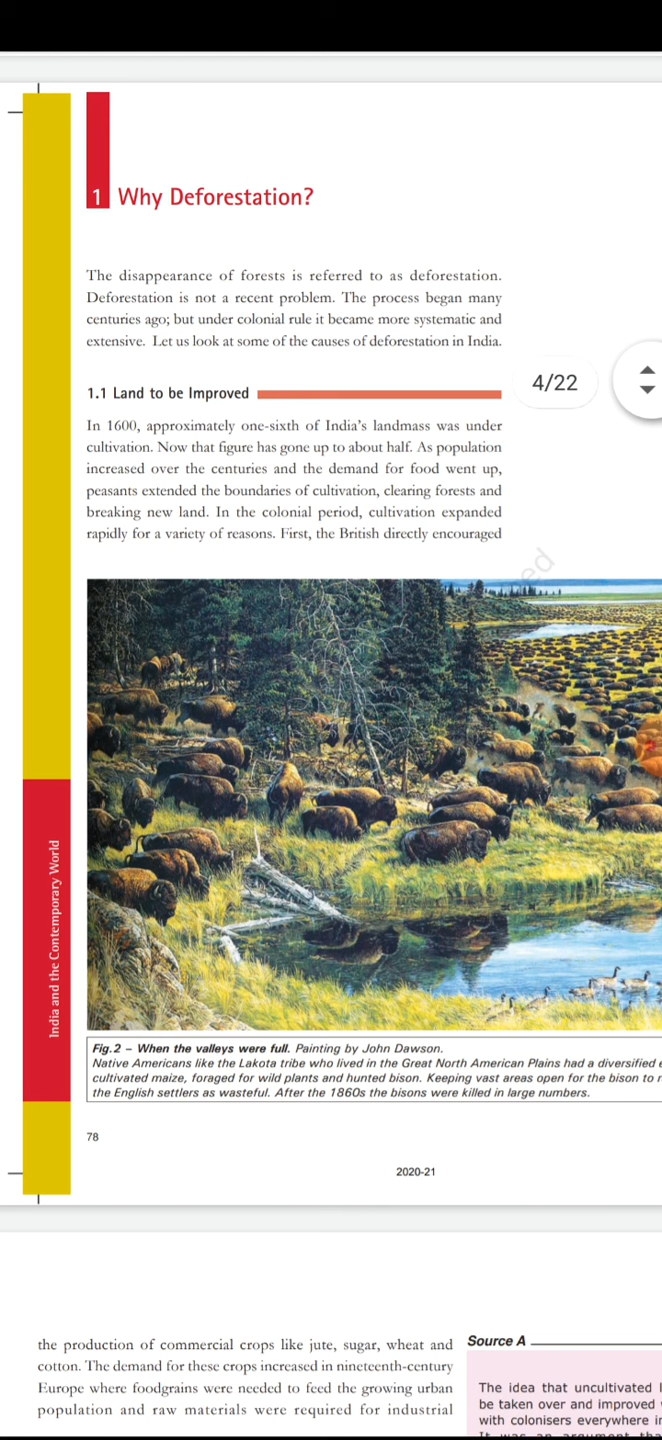 1 Why Deforestation?
The disappearance of forests is referred to as deforestation.
Deforestation is not a recent problem. The process began many
centuries ago; but under colonial rule it became more systematic and
extensive. Let us look at some of the causes of deforestation in India.
4/22
1.1 Land to be Improved
In 1600, approximately one-sixth of India's landmass was under
cultivation. Now that figure has gone up to about half. As population
increased over the centuries and the demand for food went up,
peasants extended the boundaries of cultivation, clearing forests and
breaking new land. In the colonial period, cultivation expanded
rapidly for a variety of reasons. First, the British directly encouraged
India and the Contemporary World
Fig.2 – When the valleys were full. Painting by John Dawson.
Native Americans like the Lakota tribe who lived in the Great North American Plains had a diversified
cultivated maize, foraged for wild plants and hunted bison. Keeping vast areas open for the bison to
the English settlers as wasteful. After the 1860s the bisons were killed in large numbers.
78
2020-21
the production of commercial crops like jute, sugar, wheat and
cotton. The demand for these crops increased in nineteenth-century
Europe where foodgrains were needed to feed the growing urban
population and raw materials were required for industrial
Source A
The idea that uncultivated
be taken over and improved
with colonisers everywhere